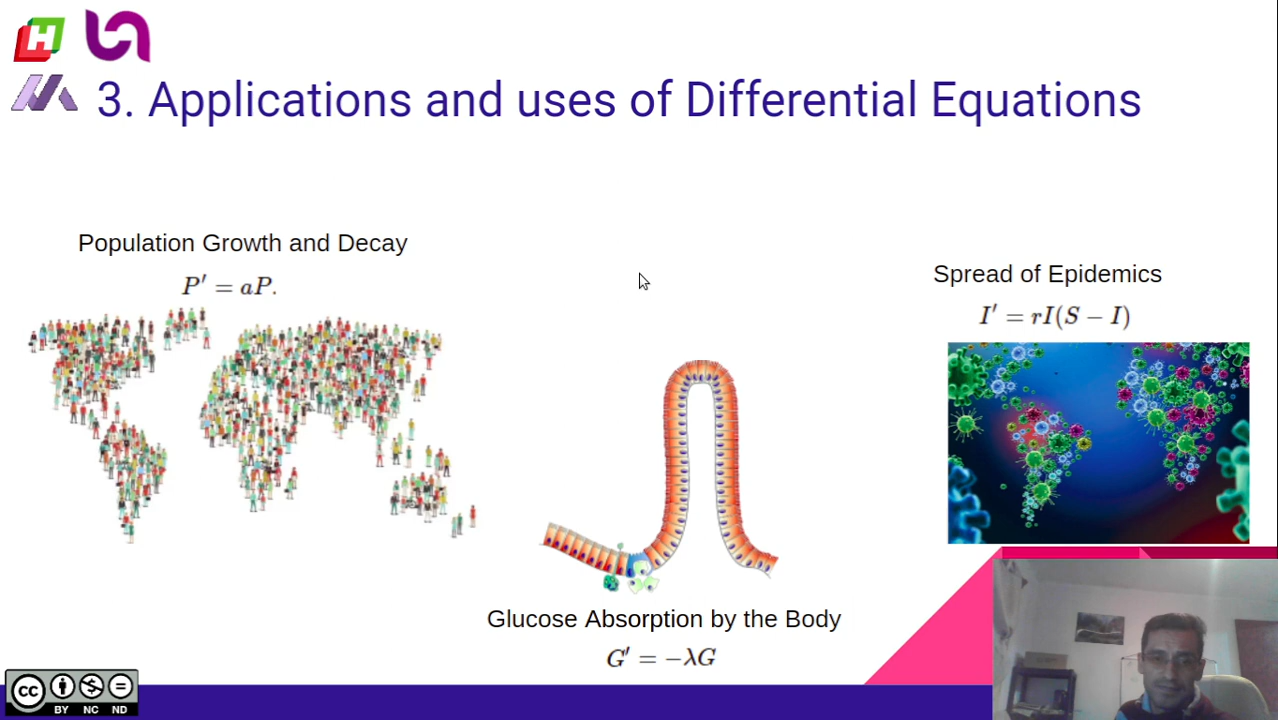 H
3. Applications and uses of Differential Equations
Population Growth and Decay
P′ = aP.
Spread of Epidemics
I′ = rI(S − I)
Glucose Absorption by the Body
G′ = −λG
cc
BY NC ND